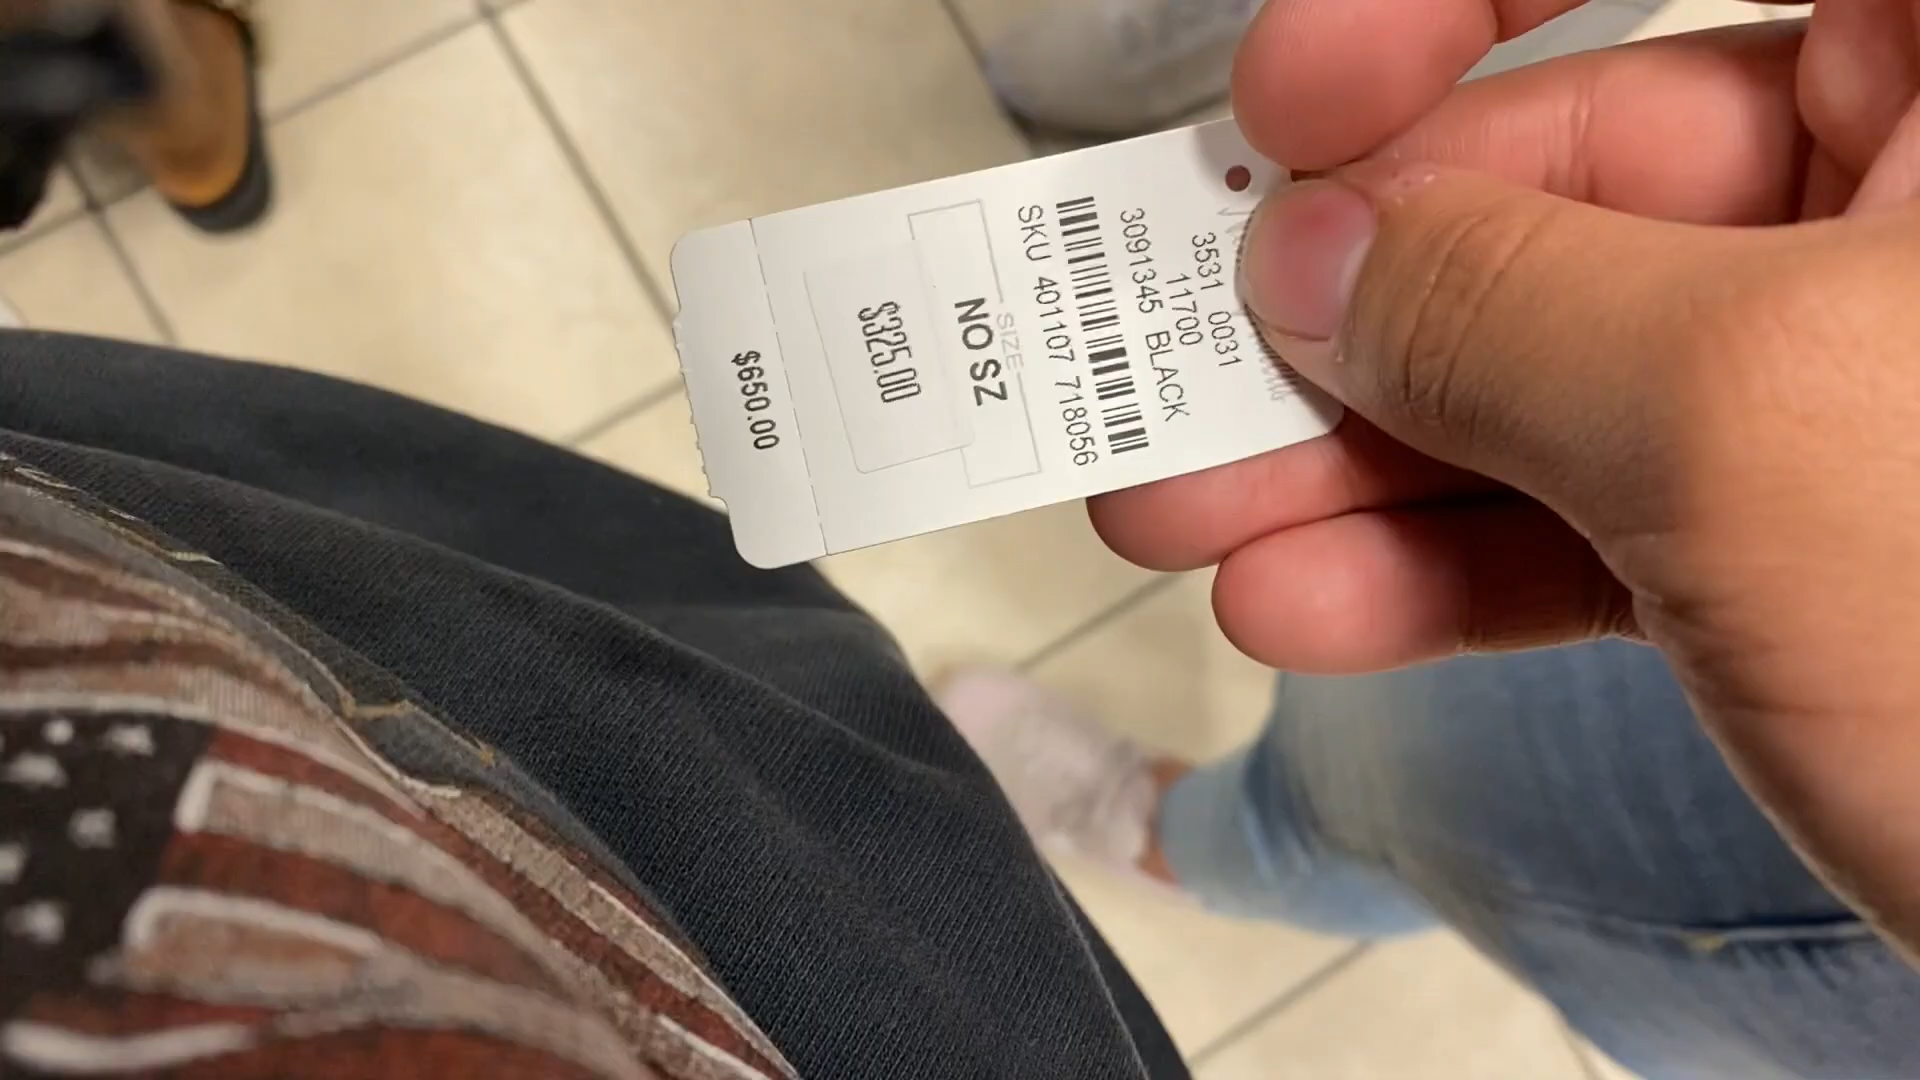 3531 0031
11700
3091345 BLACK
SKU 401107 718056
SIZE
NO SZ
$325.00
$650.00